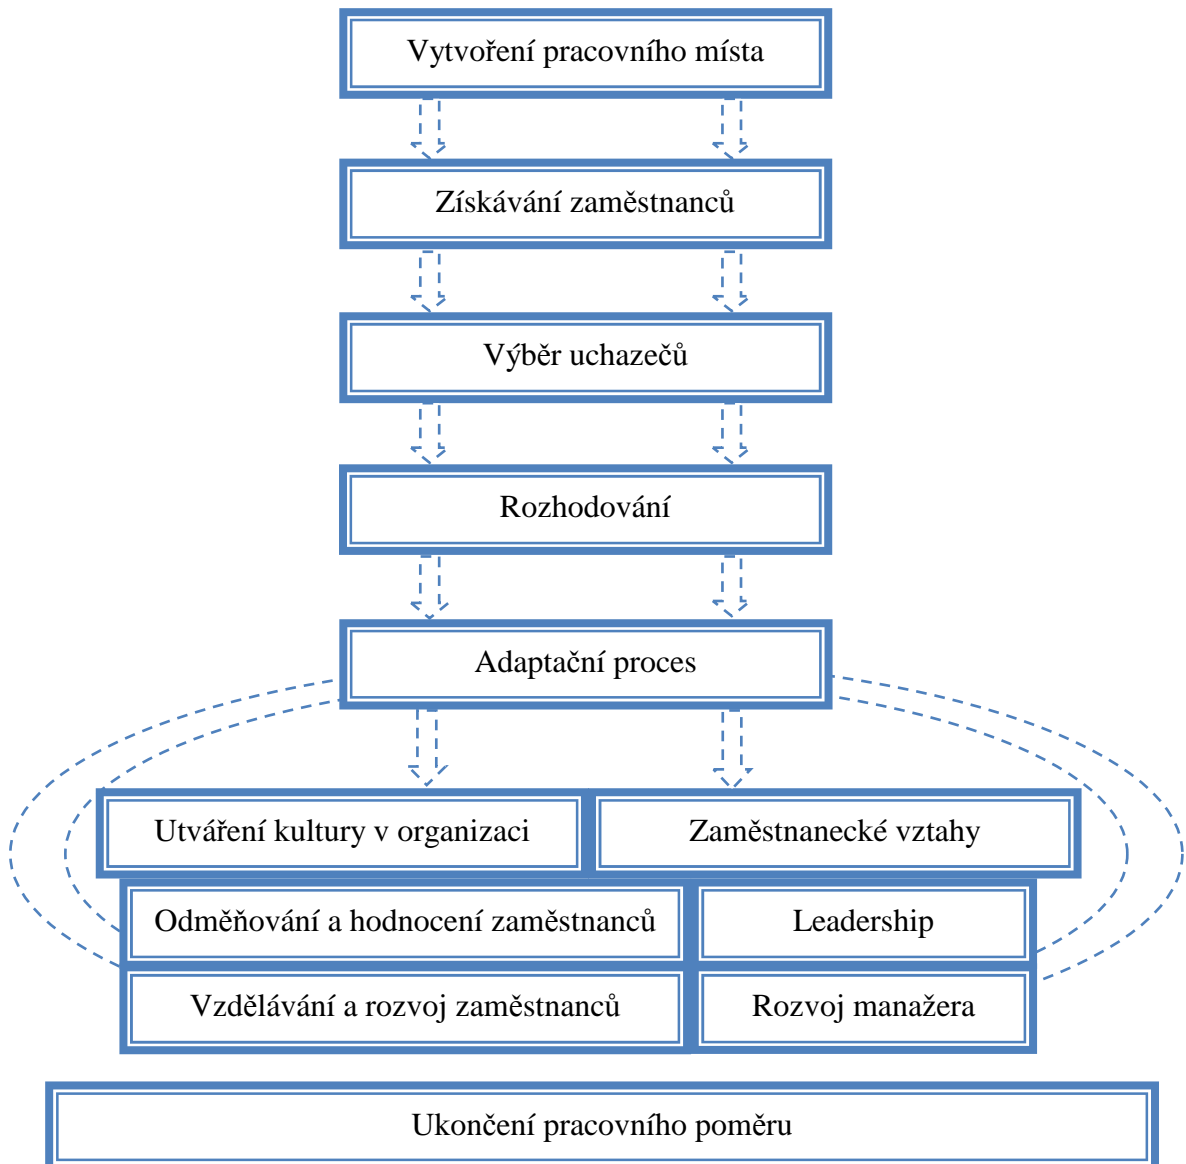 Vytvoření pracovního místa
Získávání zaměstnanců
Výběr uchazečů
Rozhodování
Adaptační proces
Utváření kultury v organizaci
Zaměstnanecké vztahy
Odměňování a hodnocení zaměstnanců
Leadership
Vzdělávání a rozvoj zaměstnanců
Rozvoj manažera
Ukončení pracovního poměru